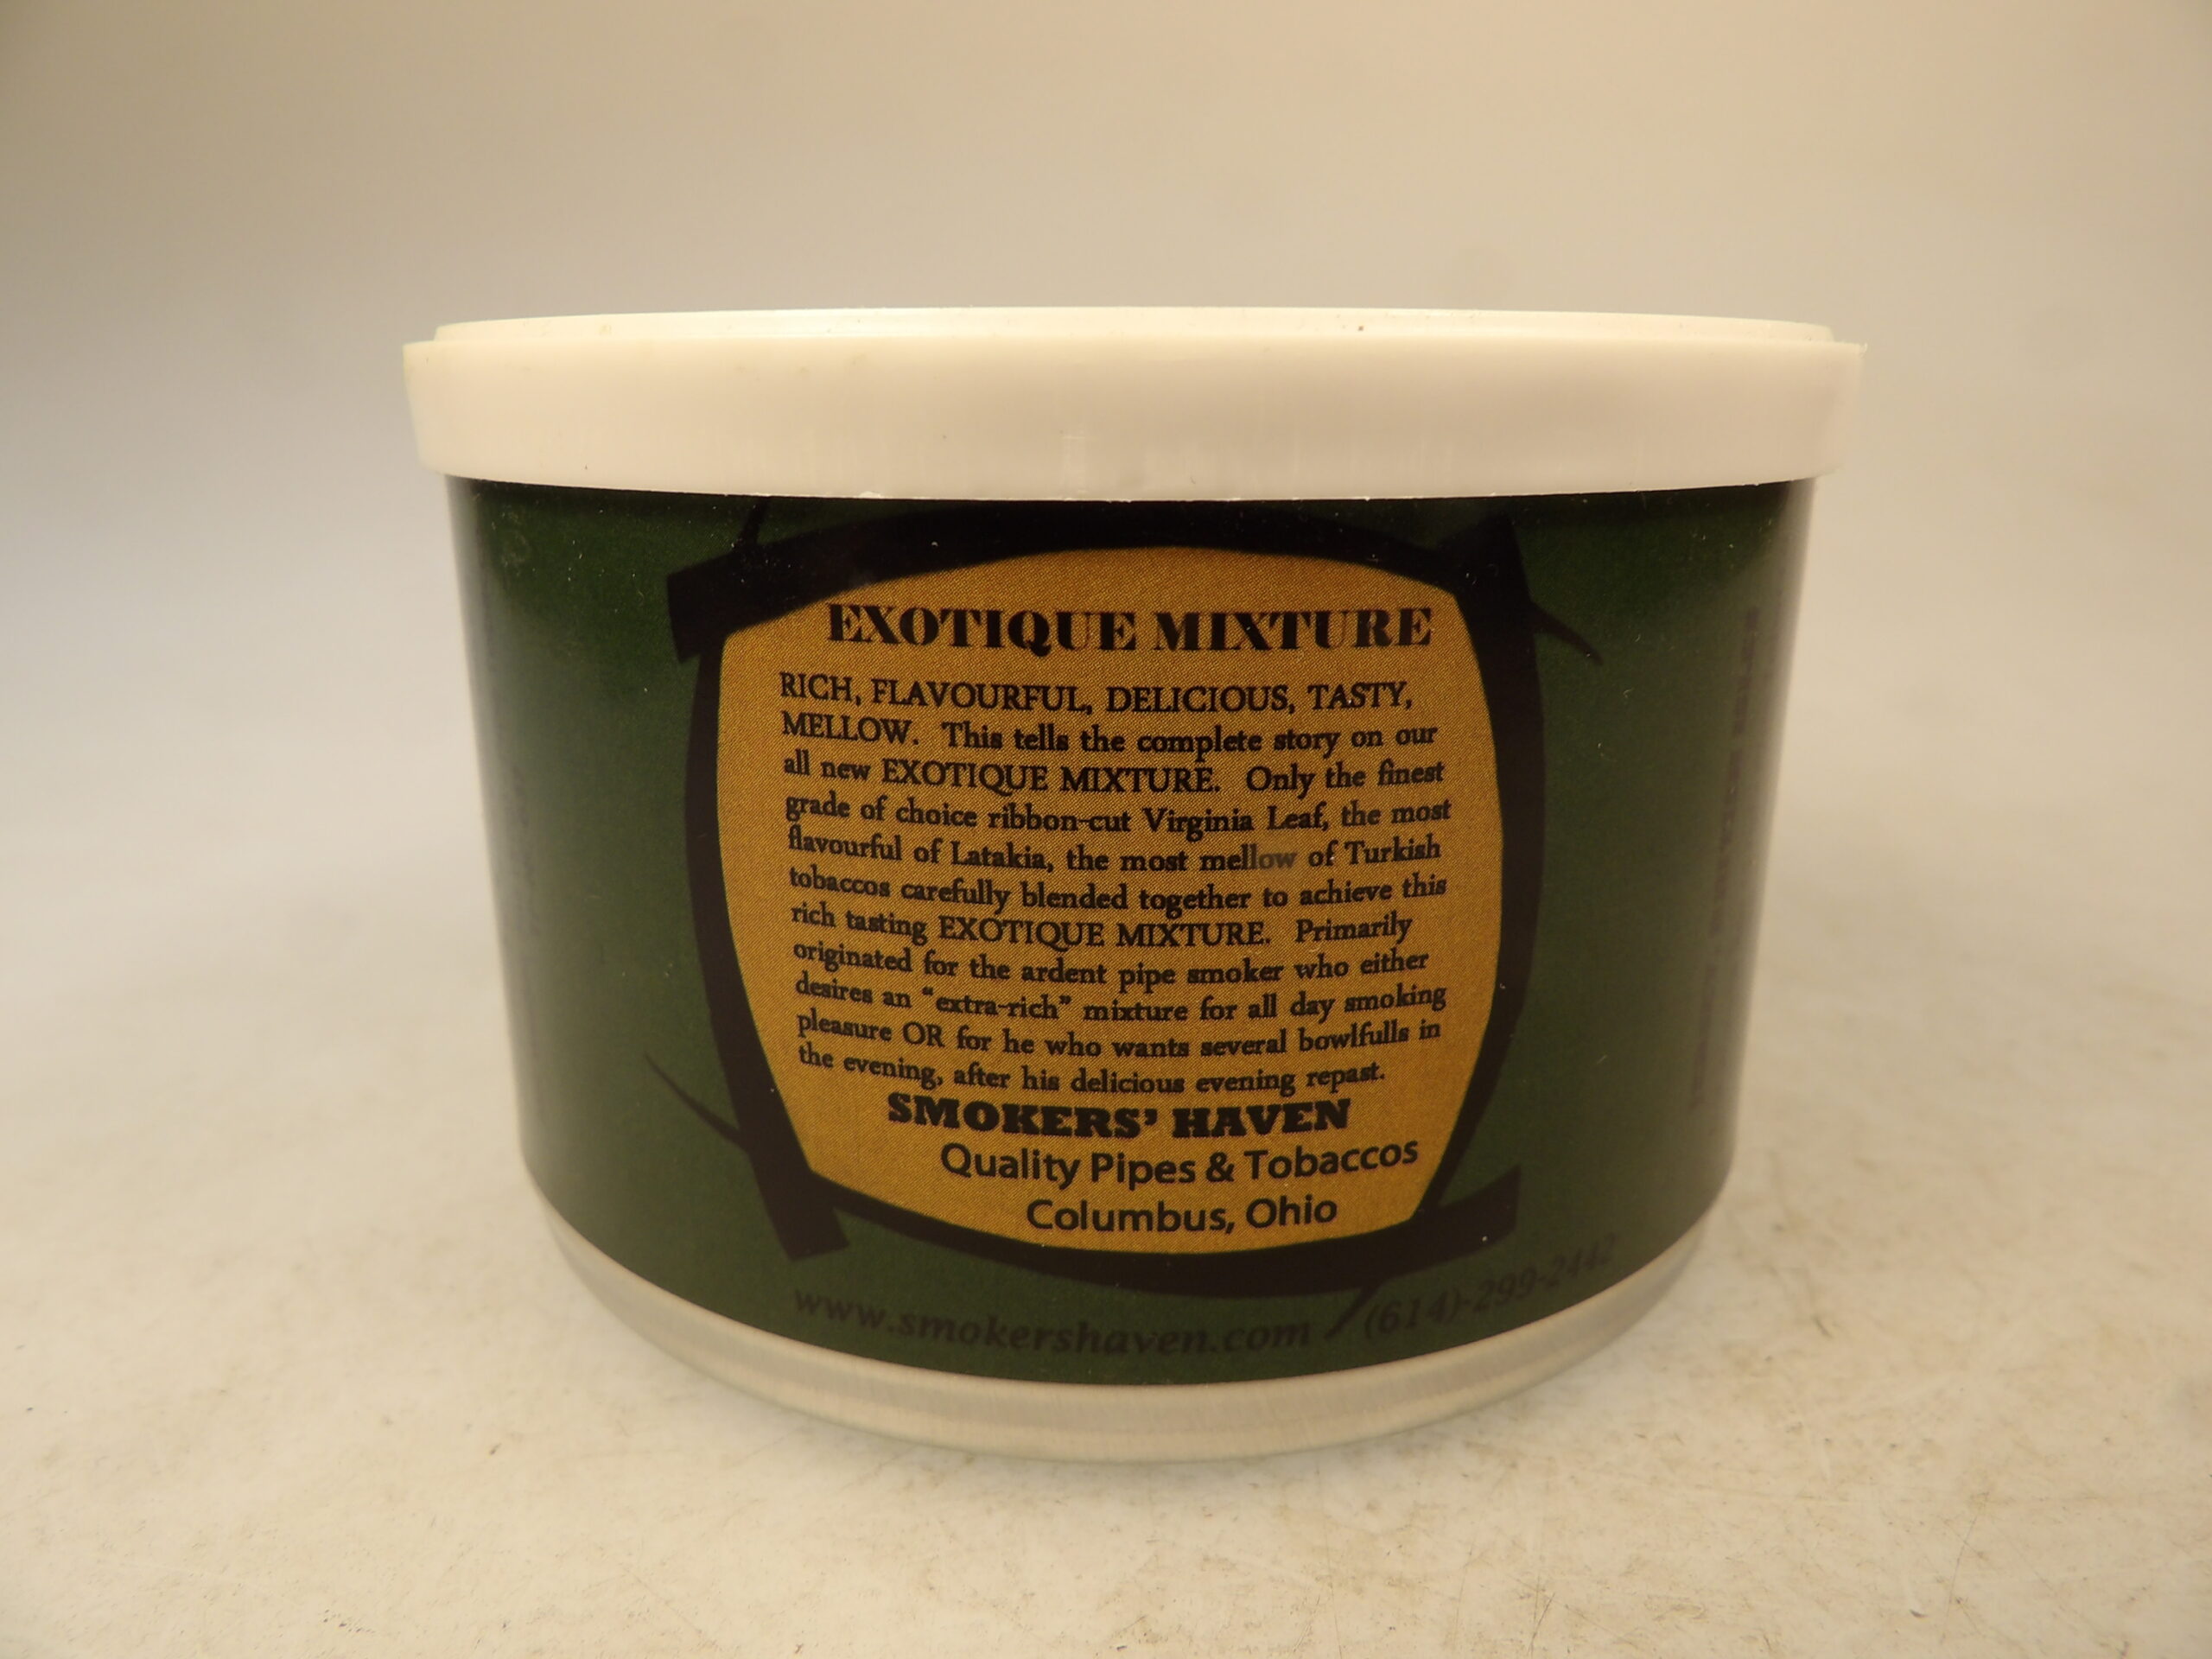 EXOTIQUE MIXTURE
RICH, FLAVOURFUL, DELICIOUS, TASTY,
MELLOW. This tells the complete story on our
all new EXOTIQUE MIXTURE. Only the finest
grade of choice ribbon-cut Virginia Leaf, the most
flavourful of Latakia, the most mellow of Turkish
tobaccos carefully blended together to achieve this
rich tasting EXOTIQUE MIXTURE. Primarily
originated for the ardent pipe smoker who either
desires an "extra-rich" mixture for all day smoking
pleasure OR for he who wants several bowlfulls in
the evening, after his delicious evening repast.
SMOKERS' HAVEN
Quality Pipes & Tobaccos
Columbus, Ohio
www.smokershaven.com / (614)-299-2442